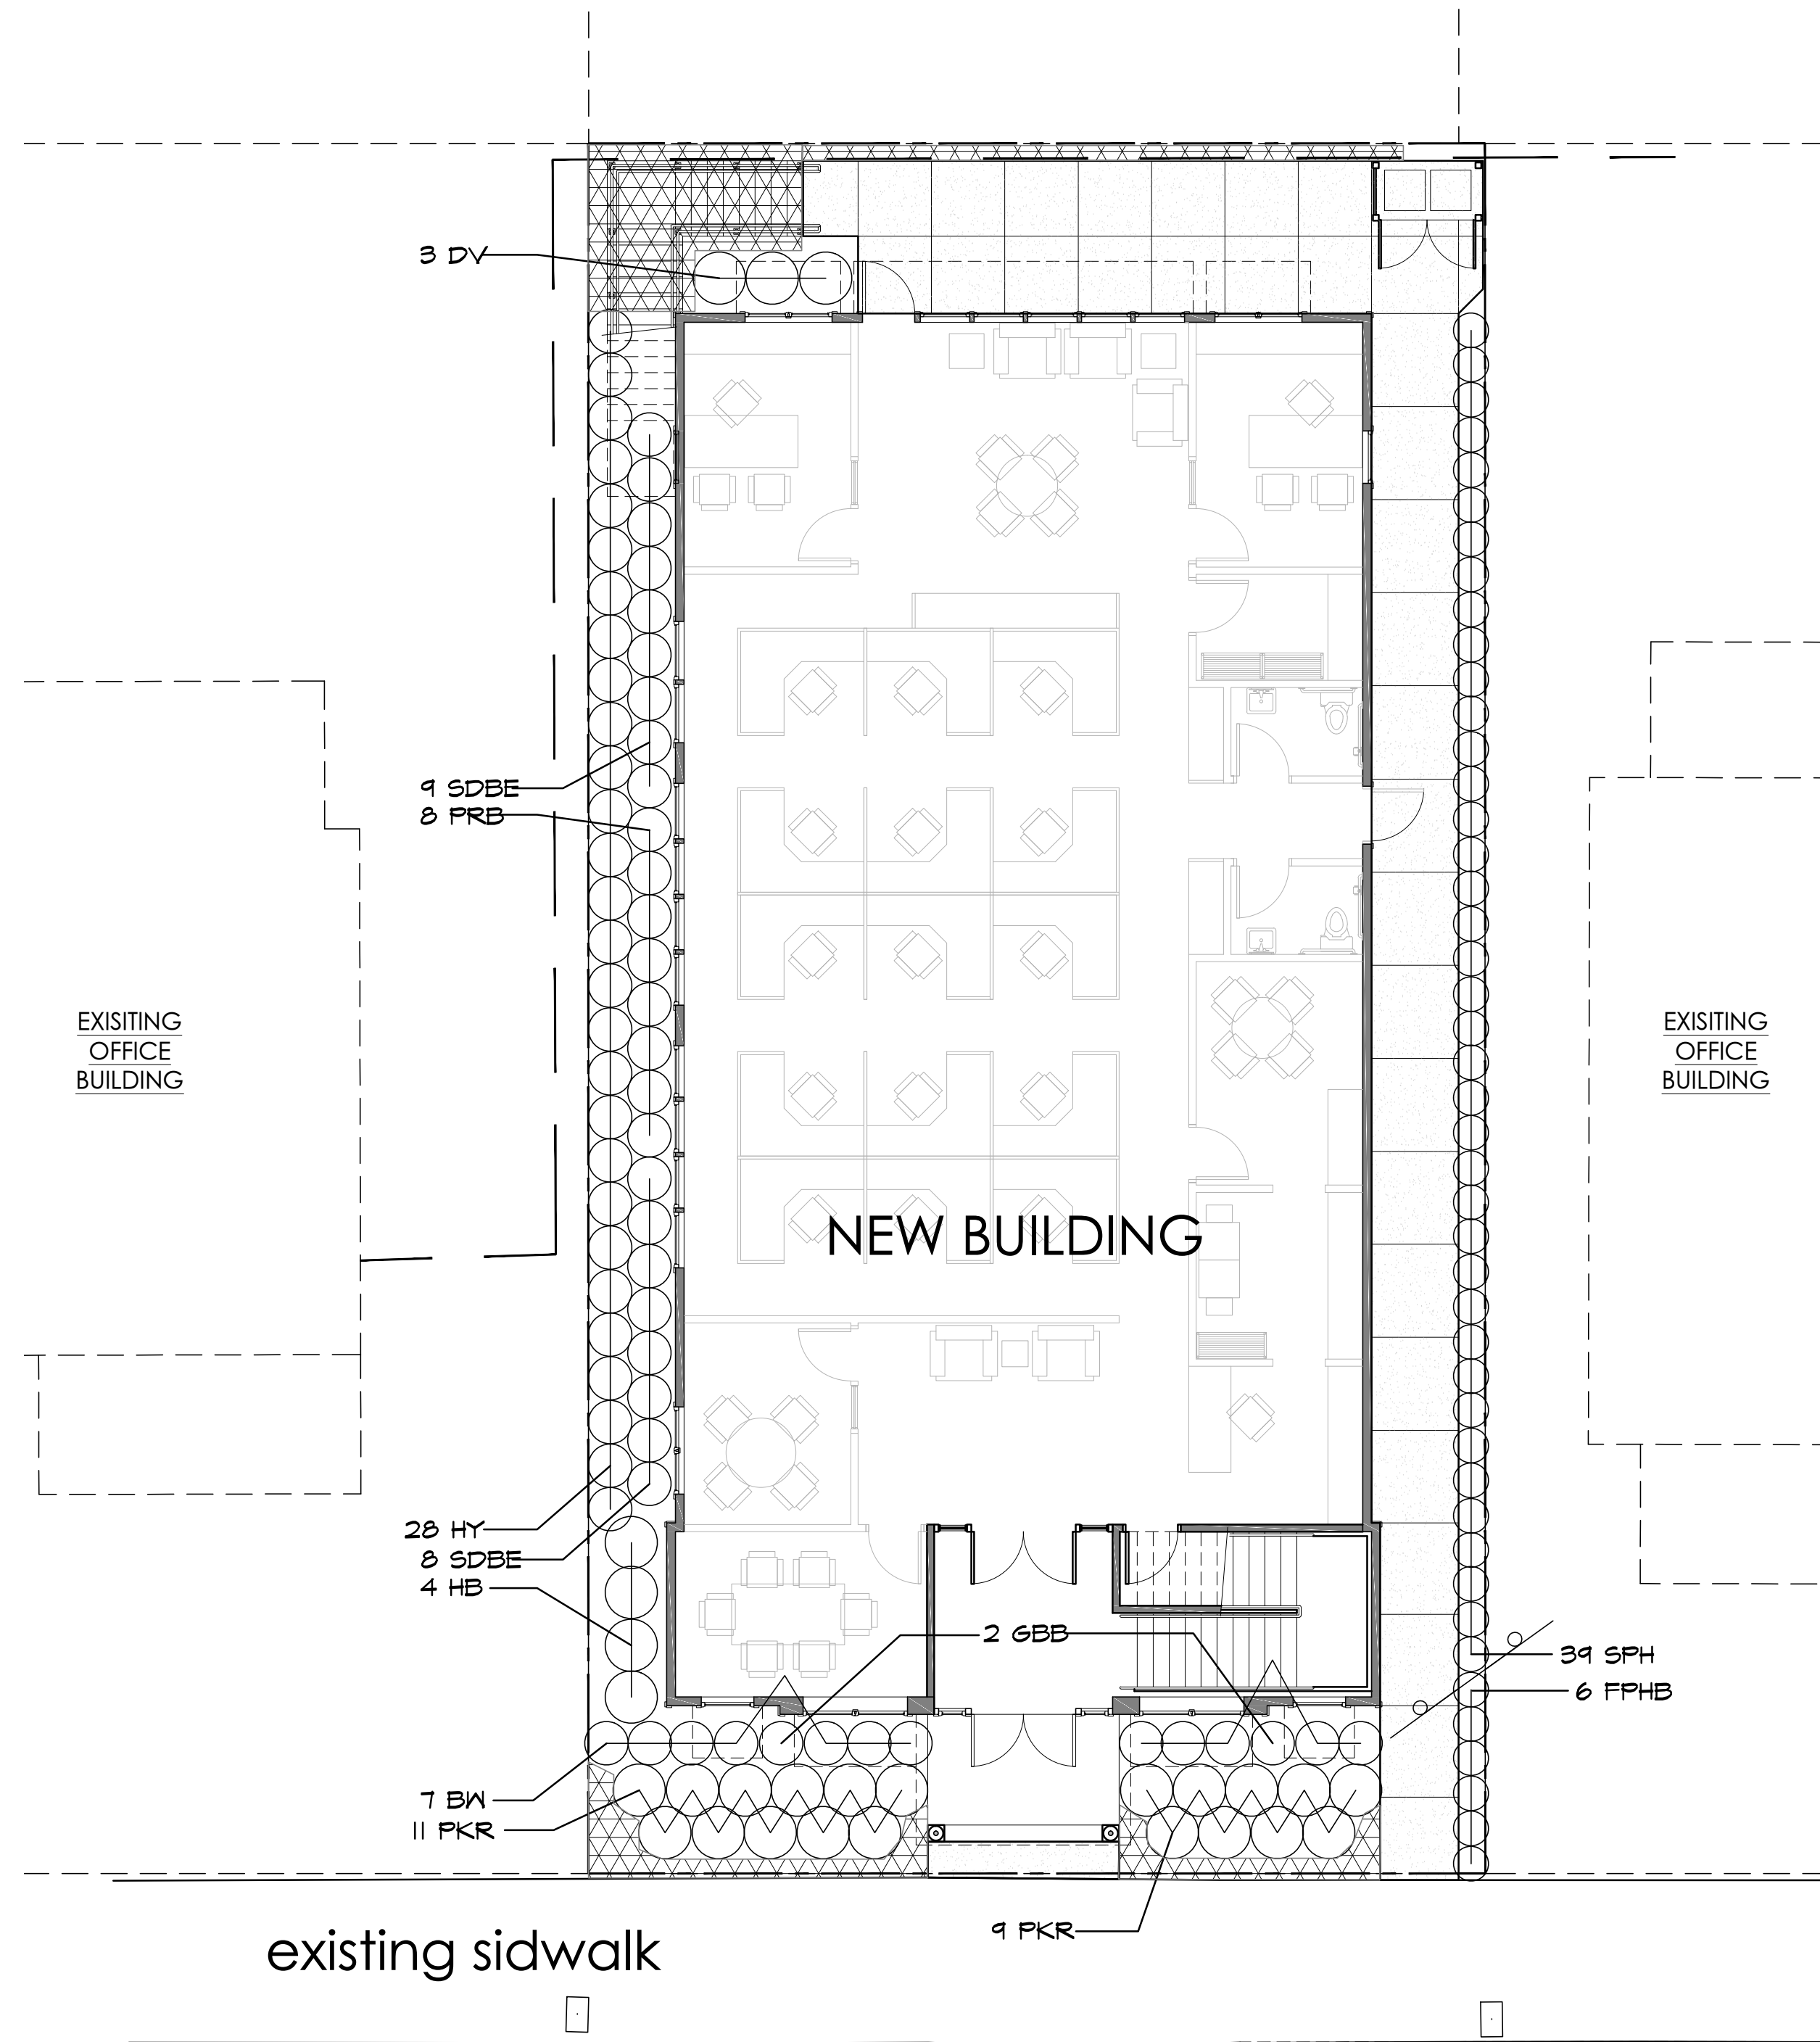 3 DV
9 SDBE
8 PRB
EXISITING
OFFICE
BUILDING
EXISITING
OFFICE
BUILDING
NEW BUILDING
28 HY
8 SDBE
4 HB
2 GBB
39 SPH
6 FPHB
7 BW
11 PKR
9 PKR
existing sidwalk